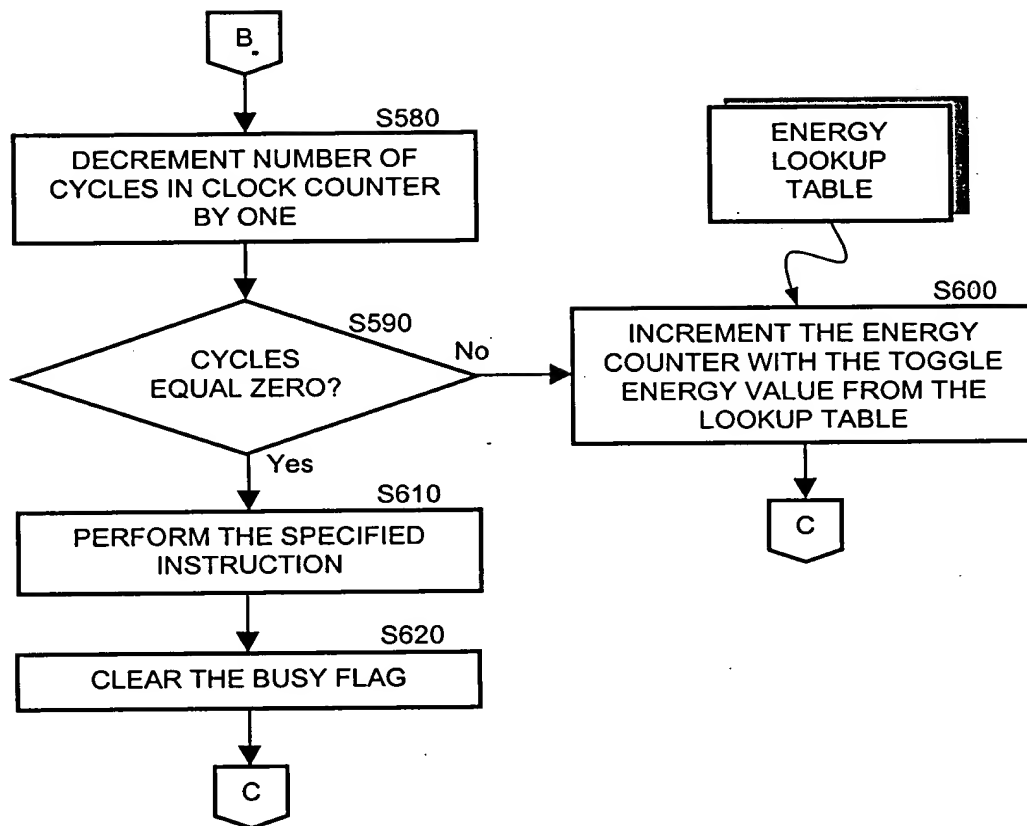 B
S580
DECREMENT NUMBER OF
CYCLES IN CLOCK COUNTER
BY ONE
ENERGY
LOOKUP
TABLE
S590
CYCLES
EQUAL ZERO?
No
Yes
S600
INCREMENT THE ENERGY
COUNTER WITH THE TOGGLE
ENERGY VALUE FROM THE
LOOKUP TABLE
C
S610
PERFORM THE SPECIFIED
INSTRUCTION
S620
CLEAR THE BUSY FLAG
C